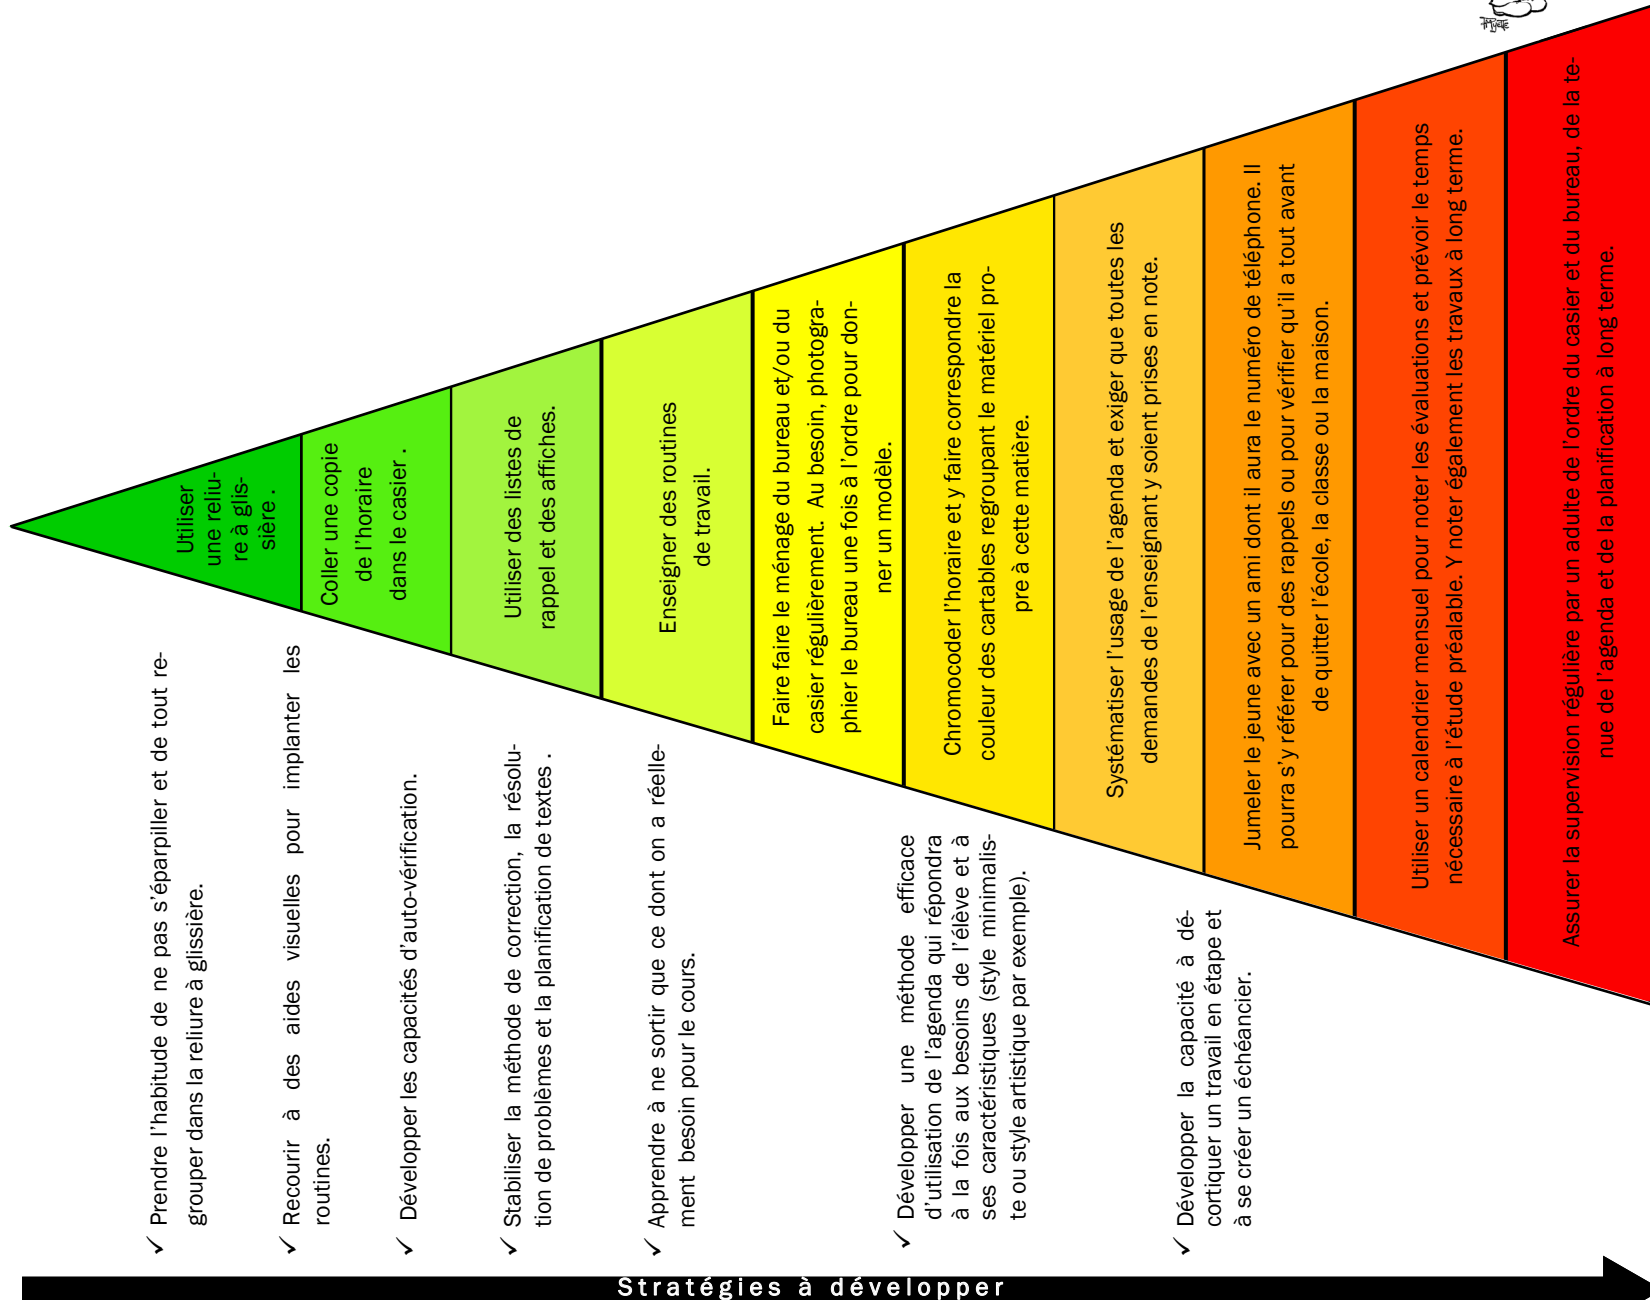 Stratégies à développer
✓ Prendre l'habitude de ne pas s'éparpiller et de tout re-
grouper dans la reliure à glissière.
✓ Recourir à des aides visuelles pour implanter les
routines.
✓ Développer les capacités d'auto-vérification.
✓ Stabiliser la méthode de correction, la résolu-
tion de problèmes et la planification de textes .
✓ Apprendre à ne sortir que ce dont on a réelle-
ment besoin pour le cours.
✓ Développer une méthode efficace
d'utilisation de l'agenda qui répondra
à la fois aux besoins de l'élève et à
ses caractéristiques (style minimalis-
te ou style artistique par exemple).
✓ Développer la capacité à dé-
cortiquer un travail en étape et
à se créer un échéancier.
Utiliser
une reliu-
re à glis-
sière .
Coller une copie
de l'horaire
dans le casier .
Utiliser des listes de
rappel et des affiches.
Enseigner des routines
de travail.
Faire faire le ménage du bureau et/ou du
casier régulièrement. Au besoin, photogra-
phier le bureau une fois à l'ordre pour don-
ner un modèle.
Chromocoder l'horaire et y faire correspondre la
couleur des cartables regroupant le matériel pro-
pre à cette matière.
Systématiser l'usage de l'agenda et exiger que toutes les
demandes de l'enseignant y soient prises en note.
Jumeler le jeune avec un ami dont il aura le numéro de téléphone. Il
pourra s'y référer pour des rappels ou pour vérifier qu'il a tout avant
de quitter l'école, la classe ou la maison.
Utiliser un calendrier mensuel pour noter les évaluations et prévoir le temps
nécessaire à l'étude préalable. Y noter également les travaux à long terme.
Assurer la supervision régulière par un adulte de l'ordre du casier et du bureau, de la te-
nue de l'agenda et de la planification à long terme.